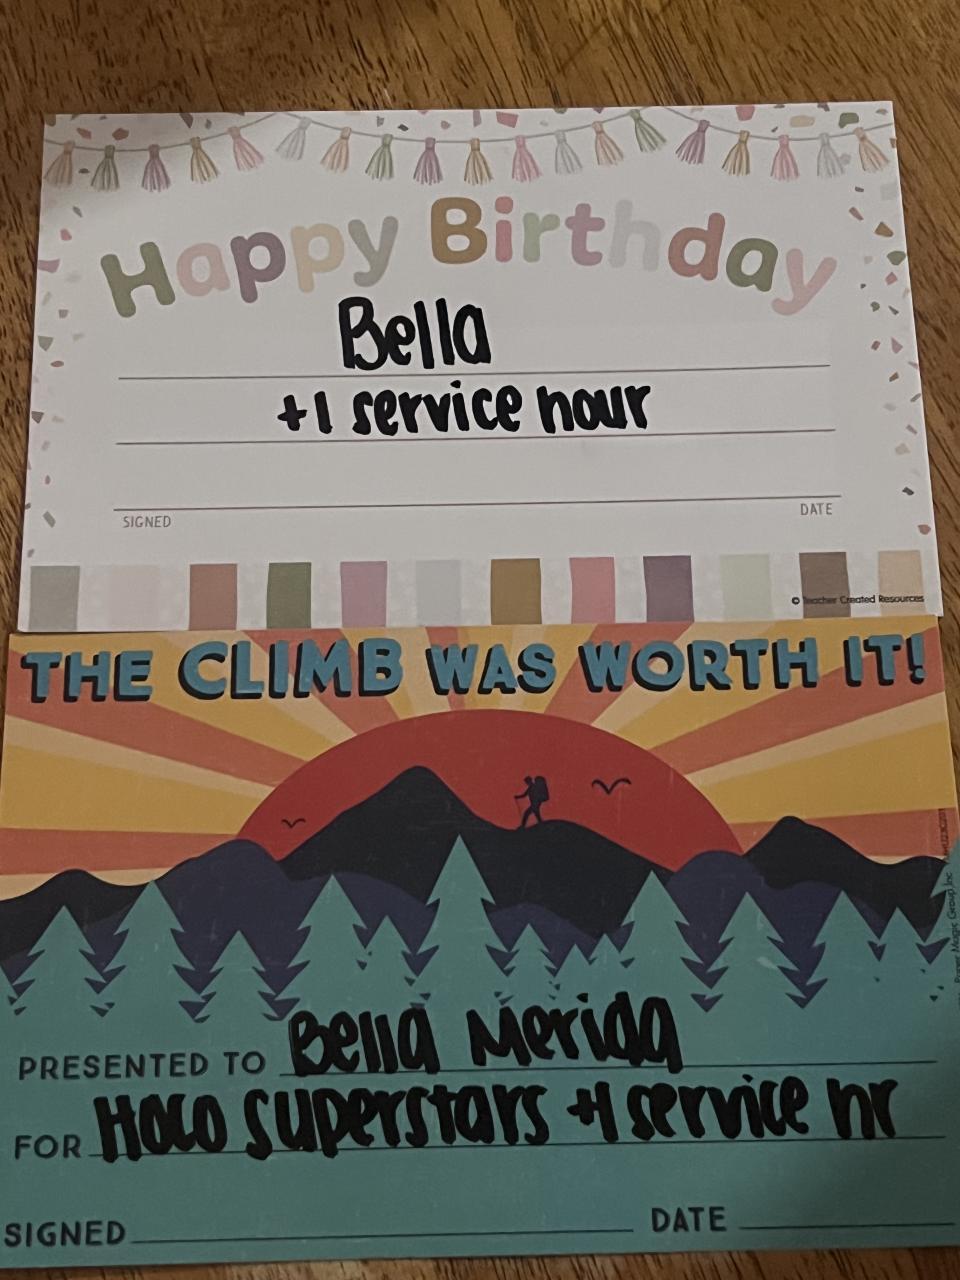 Happy Birthday
Bella
+1 service hour
SIGNED
DATE
© Teacher Created Resources
THE CLIMB WAS WORTH IT!
PRESENTED TO Bella Merida
FOR Hoco Superstars +1 service hr
SIGNED
DATE